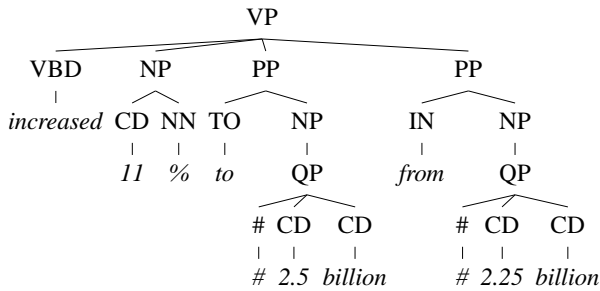 VP
VBD NP PP PP
increased CD NN TO NP IN NP
11 % to QP from QP
# CD CD # CD CD
# 2.5 billion # 2.25 billion